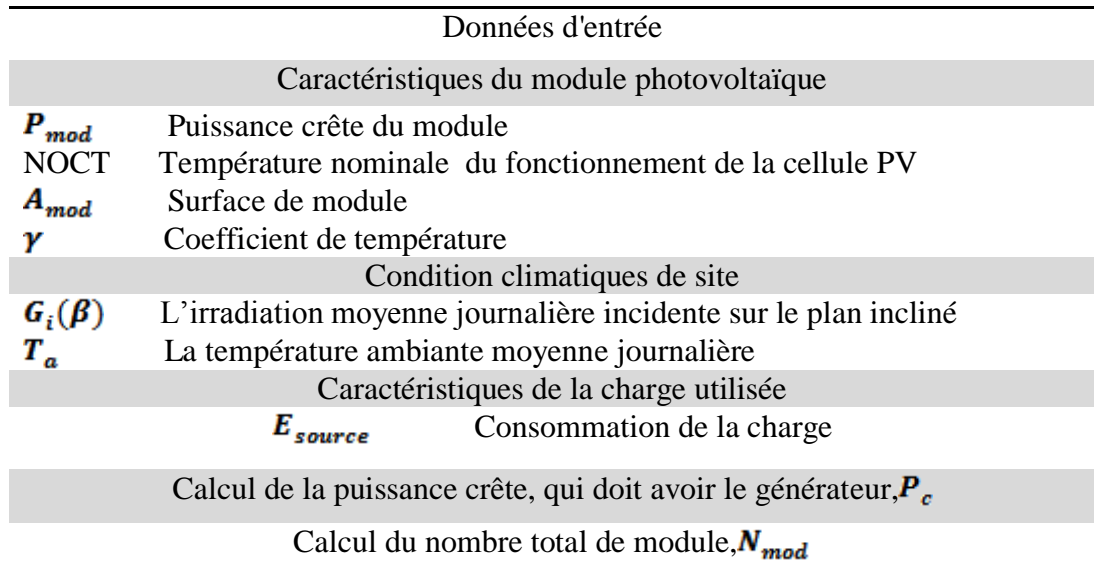 Données d'entrée
Caractéristiques du module photovoltaïque
P_mod Puissance crête du module
NOCT Température nominale du fonctionnement de la cellule PV
A_mod Surface de module
γ Coefficient de température
Condition climatiques de site
G_i(β) L’irradiation moyenne journalière incidente sur le plan incliné
T_a La température ambiante moyenne journalière
Caractéristiques de la charge utilisée
E_source Consommation de la charge
Calcul de la puissance crête, qui doit avoir le générateur,P_c
Calcul du nombre total de module,N_mod